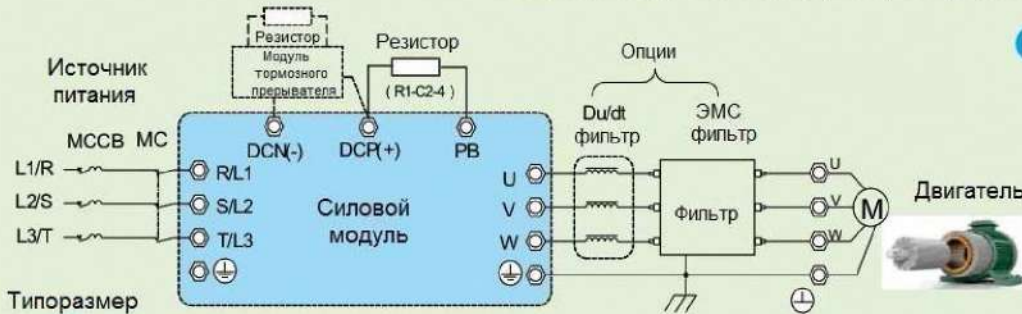 Резистор
Модуль
тормозного
прерывателя
Резистор
( R1-C2-4 )
Опции
Источник
питания
Du/dt
фильтр
ЭМС
фильтр
MCCB MC
DCN(-) DCP(+) PB
L1/R
R/L1
L2/S
S/L2
L3/T
T/L3
Силовой
модуль
U
V
W
Фильтр
U
V
W
M
Двигатель
Типоразмер